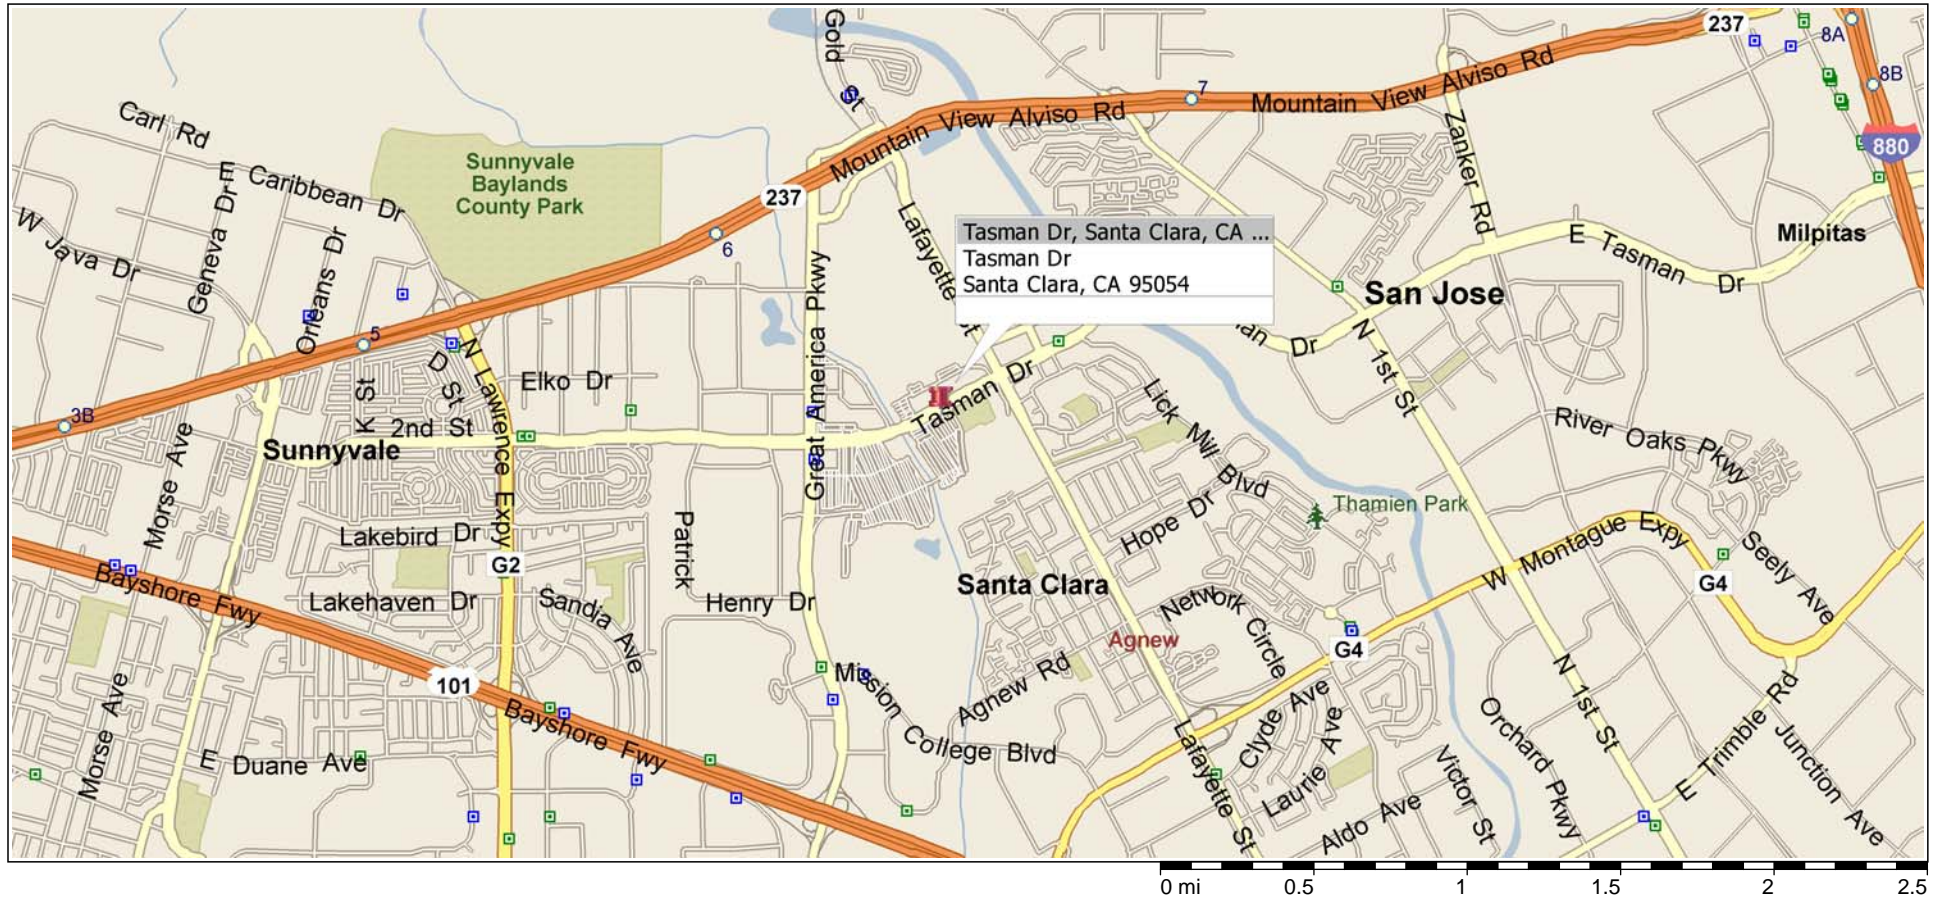 Gold
St
237
8A
8B
880
7
Mountain View Alviso Rd
Mountain View Alviso Rd
Carl Rd
E Caribbean Dr
Sunnyvale
Baylands
County Park
237
Zanker Rd
W Java Dr
Geneva Dr
Orleans Dr
6
Great America Pkwy
Lafayette St
Tasman Dr, Santa Clara, CA ...
Tasman Dr
Santa Clara, CA 95054
E Tasman Dr
Milpitas
San Jose
5
an Dr
N 1st St
K St
D St
N Lawrence Expy
Elko Dr
3B
2nd St
Sunnyvale
Tasman Dr
Lick Mill Blvd
River Oaks Pkwy
Morse Ave
Lakebird Dr
Patrick
Henry Dr
Hope Dr
Thamien Park
W Montague Expy
G2
Bayshore Fwy
Lakehaven Dr
Sandia Ave
Santa Clara
Network Circle
G4
Seely Ave
Agnew
G4
101
Morse Ave
Bayshore Fwy
E Duane Ave
Mission College Blvd
Agnew Rd
Lafayette St
Clyde Ave
Laurie Ave
Aldo Ave
Victor St
Orchard Pkwy
N 1st St
E Trimble Rd
Junction Ave
0 mi 0.5 1 1.5 2 2.5